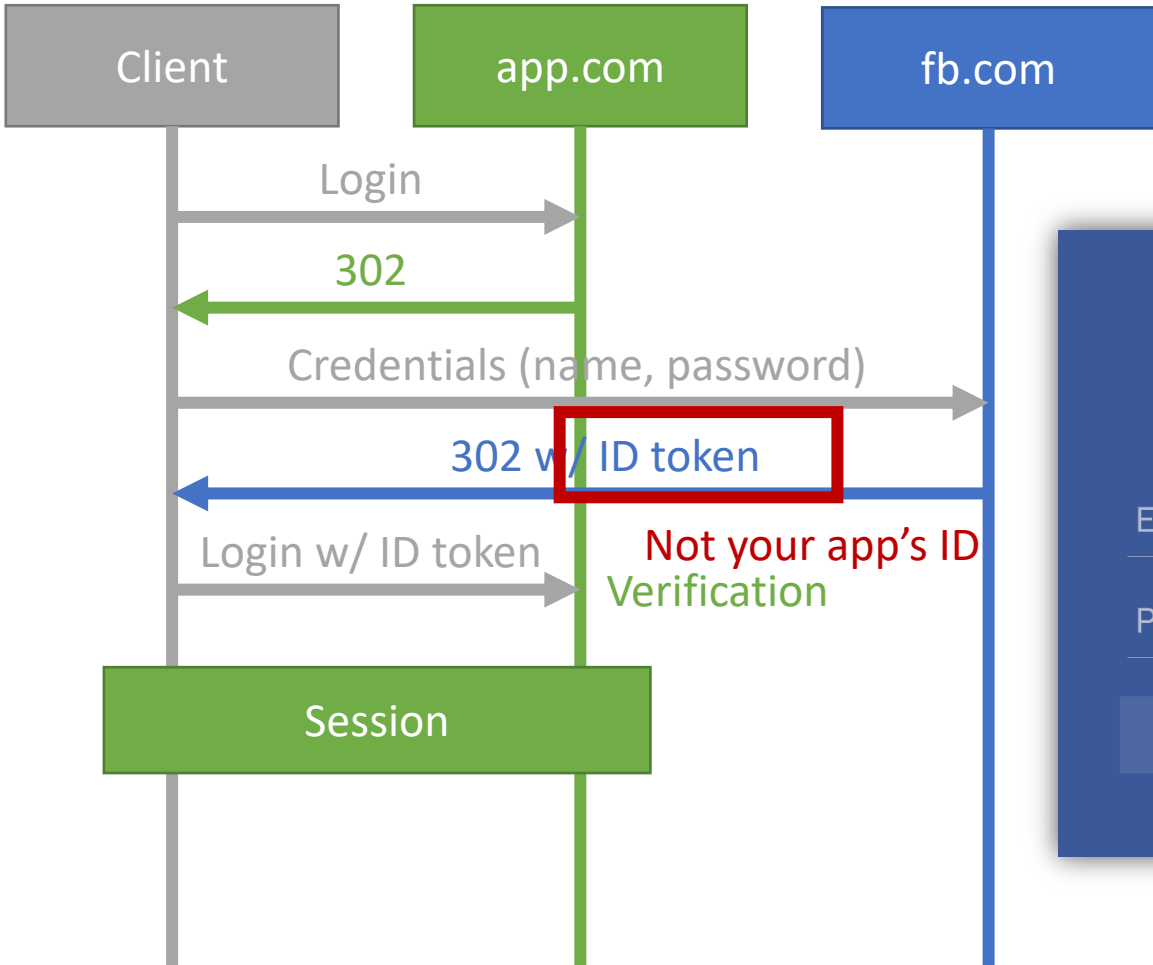 Client
app.com
fb.com
Login
302
Credentials (name, password)
302 w/ ID token
Login w/ ID token
Not your app's ID
Verification
E
P
Session